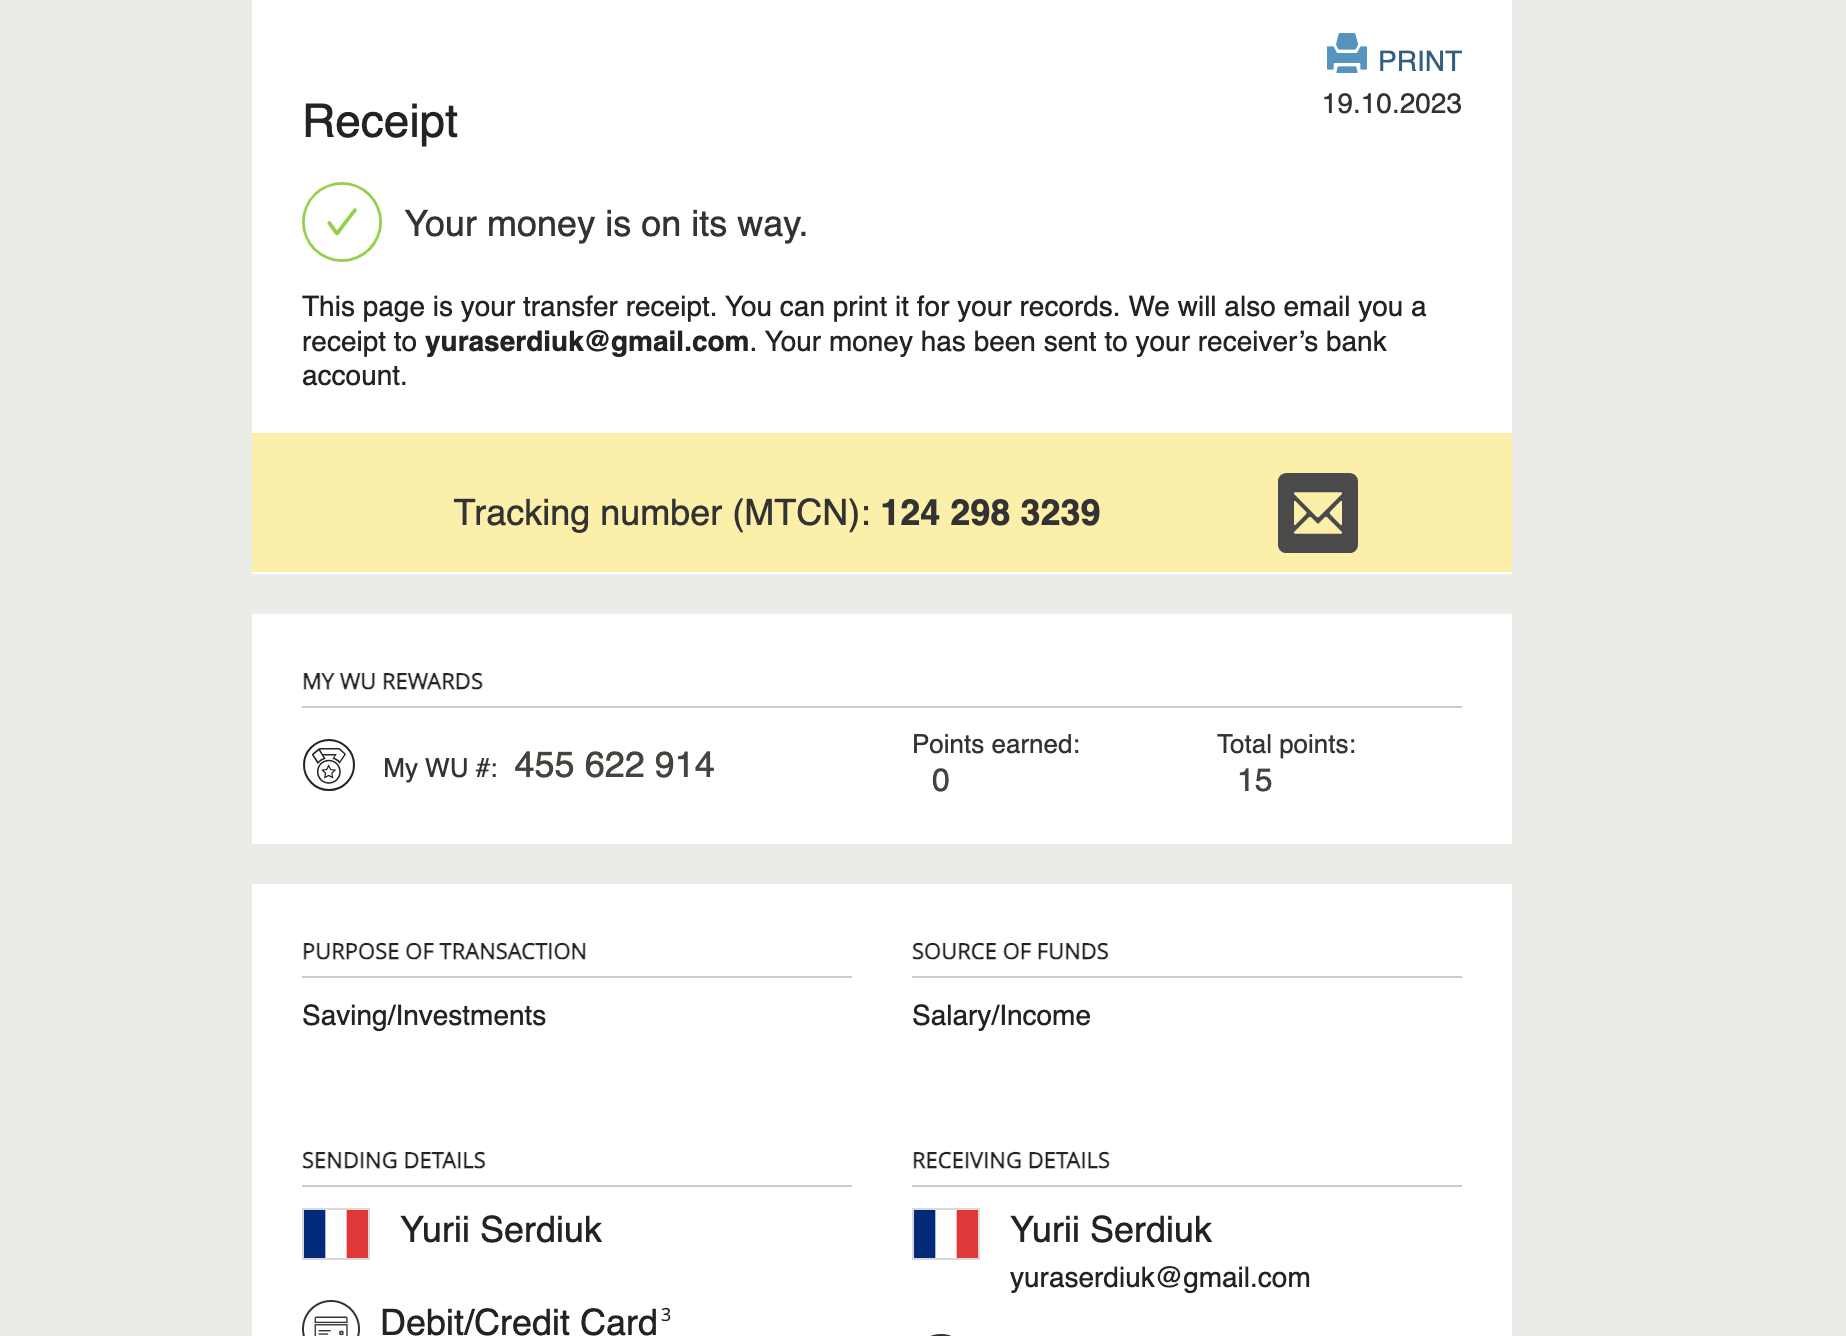 PRINT
19.10.2023
Receipt
Your money is on its way.
This page is your transfer receipt. You can print it for your records. We will also email you a
receipt to yuraserdiuk@gmail.com. Your money has been sent to your receiver’s bank
account.
Tracking number (MTCN): 124 298 3239
MY WU REWARDS
My WU #: 455 622 914
Points earned:
0
Total points:
15
PURPOSE OF TRANSACTION
Saving/Investments
SOURCE OF FUNDS
Salary/Income
SENDING DETAILS
Yurii Serdiuk
Debit/Credit Card³
RECEIVING DETAILS
Yurii Serdiuk
yuraserdiuk@gmail.com